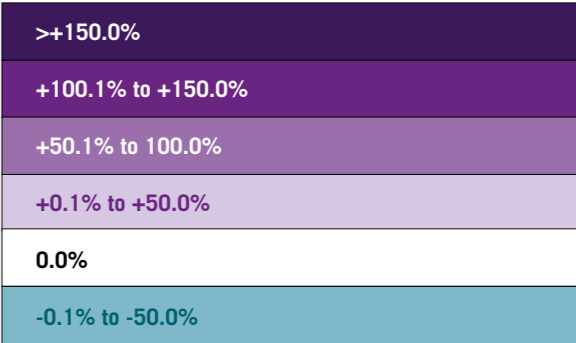 >+150.0%
+100.1% to +150.0%
+50.1% to 100.0%
+0.1% to +50.0%
0.0%
-0.1% to -50.0%